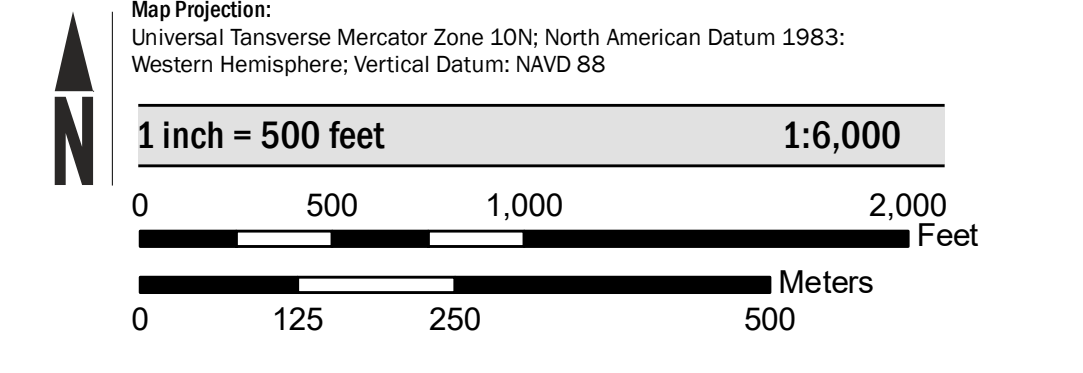 Map Projection:
Universal Tansverse Mercator Zone 10N; North American Datum 1983:
Western Hemisphere; Vertical Datum: NAVD 88
N
1 inch = 500 feet 1:6,000
0 500 1,000 2,000
Feet
Meters
0 125 250 500